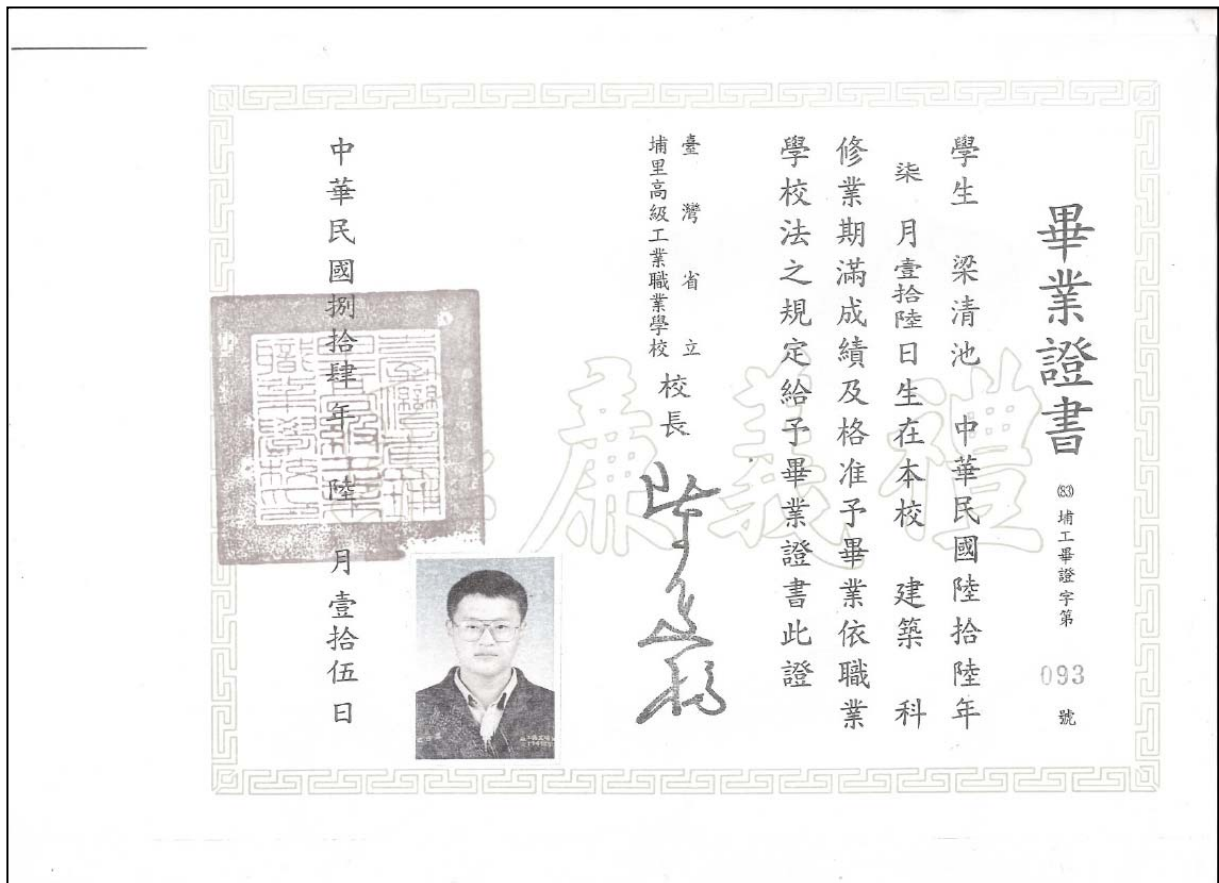 畢業證書
(83)埔工畢證字第 093 號
學生 梁清池 中華民國陸拾陸年
柒月壹拾陸日生在本校 建築 科
修業期滿成績及格准予畢業依職業
學校法之規定給予畢業證書此證
臺灣省立
埔里高級工業職業學校
校長
中華民國捌拾肆年陸月壹拾伍日
禮義廉